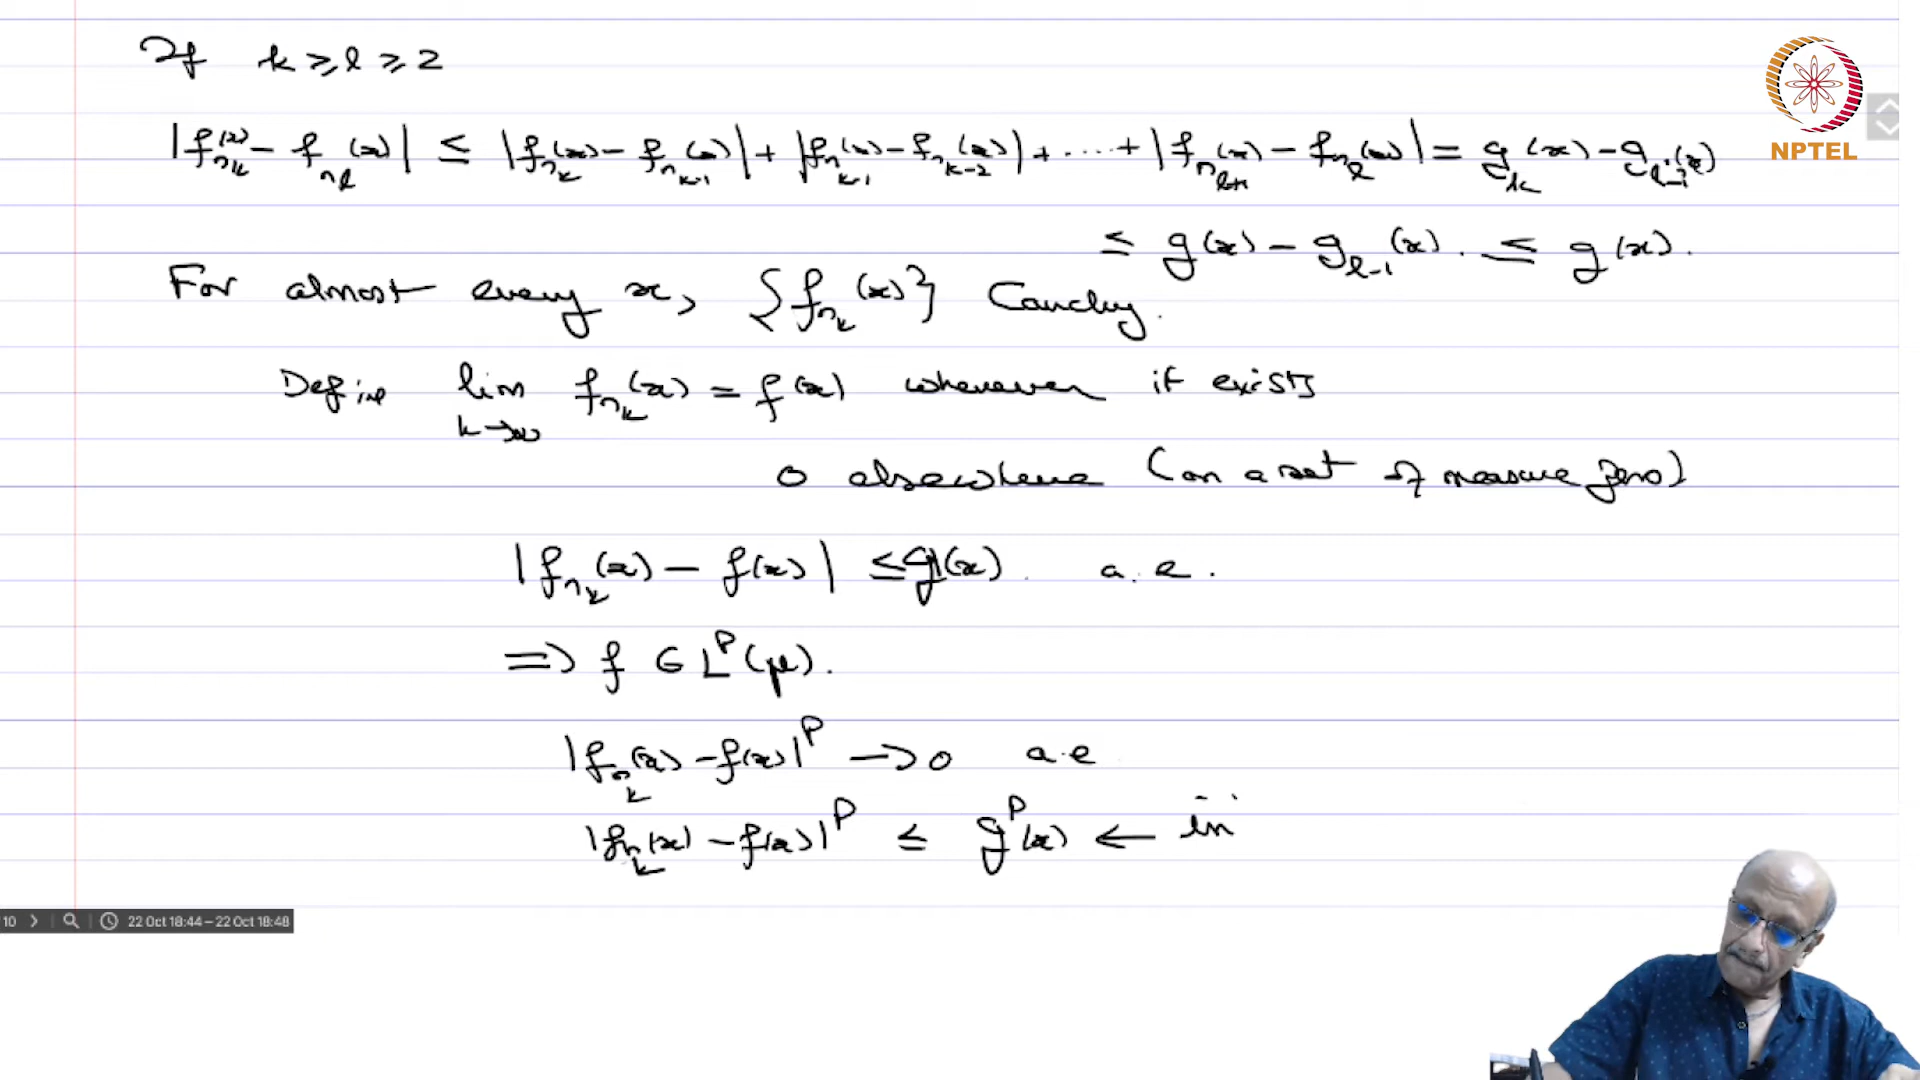 If k ≥ l ≥ 2
NPTEL
|f_{n_k}(x) - f_{n_l}(x)| ≤ |f_{n_k}(x) - f_{n_{k-1}}(x)| + |f_{n_{k-1}}(x) - f_{n_{k-2}}(x)| + ..... + |f_{n_{l+1}}(x) - f_{n_l}(x)| = g_k(x) - g_{l-1}(x)
≤ g(x) - g_{l-1}(x). ≤ g(x).
For almost every x, {f_{n_k}(x)} Cauchy.
Define lim_{k→∞} f_{n_k}(x) = f(x) whenever it exists
0 elsewhere (on a set of measure zero)
|f_{n_k}(x) - f(x)| ≤ g(x). a.e.
⇒ f ∈ L^p(μ).
|f_{n_k}(x) - f(x)|^p → 0 a.e
|f_{n_k}(x) - f(x)|^p ≤ g^p(x) ← in
10 22 Oct 18:44 – 22 Oct 18:48